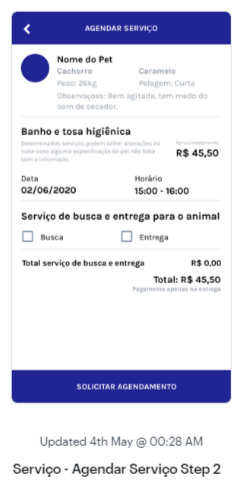 AGENDAR SERVIÇO
Nome do Pet
Cachorro Caramelo
Peso: 26kg Pelagem: Curta
Observaçoes: Bem agitada, tem medo do
som de secador.
Banho e tosa higiênica
Determinados serviços podem sofrer alterações no
valor caso alguma especificação do pet não bata
com a informada.
Aproximadamente
R$ 45,50
Data Horário
02/06/2020 15:00 - 16:00
Serviço de busca e entrega para o animal
Busca Entrega
Total serviço de busca e entrega R$ 0,00
Total: R$ 45,50
Pagamento apenas na entrega
SOLICITAR AGENDAMENTO
Updated 4th May @ 00:28 AM
Serviço - Agendar Serviço Step 2